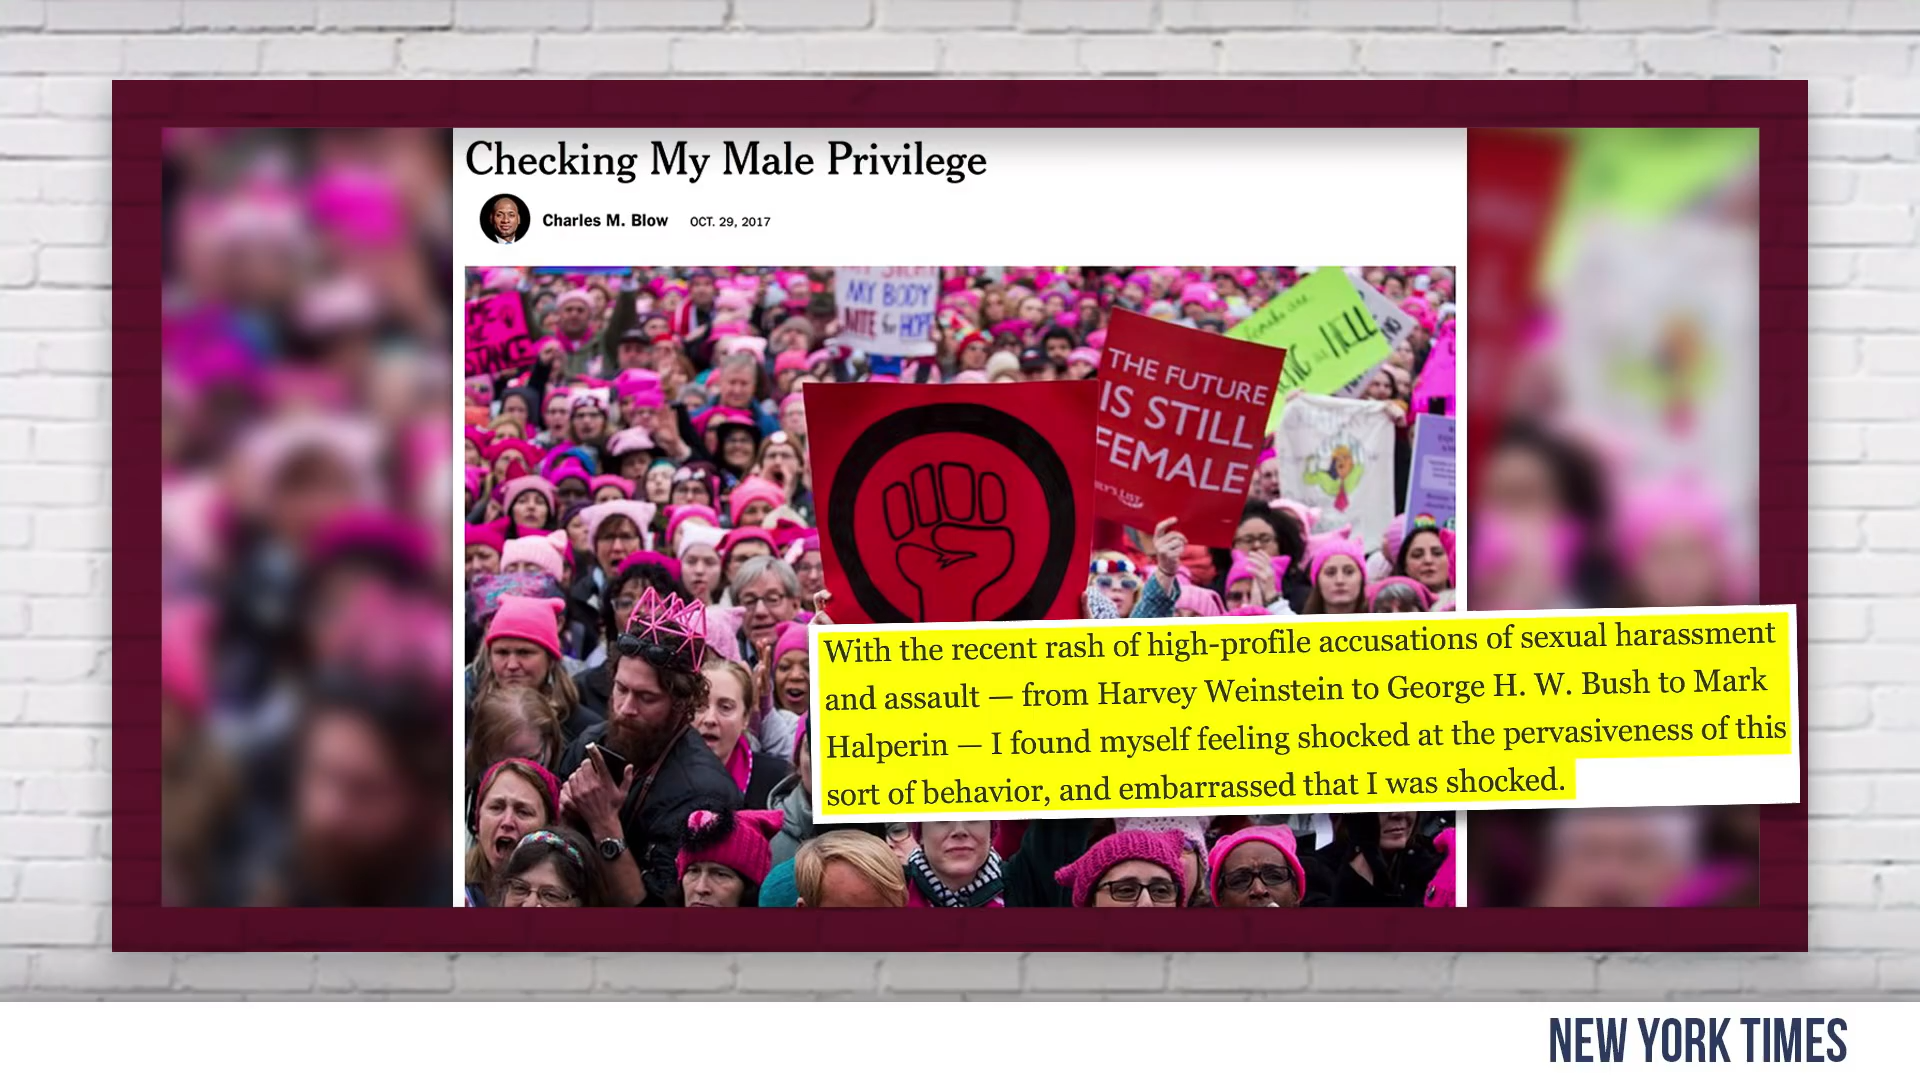 Checking My Male Privilege
Charles M. Blow OCT. 29, 2017
MY BODY
HOPE
THE FUTURE
IS STILL
FEMALE
HELL
With the recent rash of high-profile accusations of sexual harassment
and assault — from Harvey Weinstein to George H. W. Bush to Mark
Halperin — I found myself feeling shocked at the pervasiveness of this
sort of behavior, and embarrassed that I was shocked.
NEW YORK TIMES